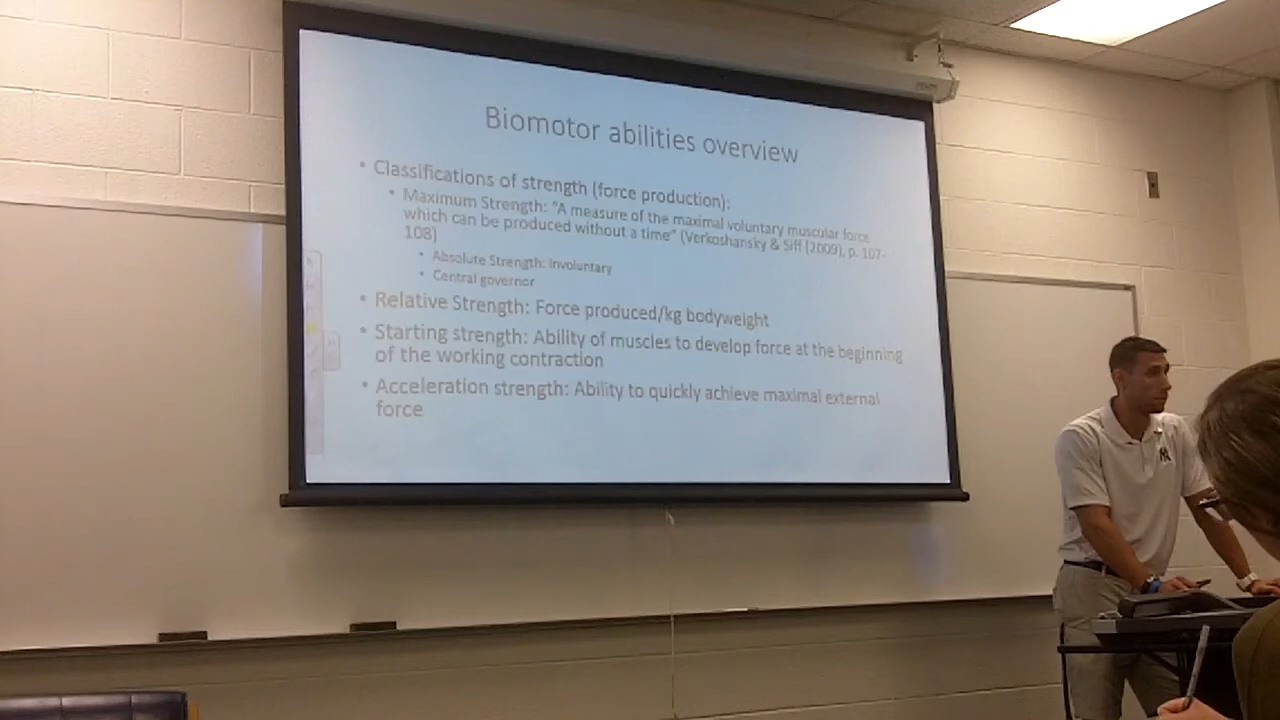 Biomotor abilities overview
• Classifications of strength (force production):
• Maximum Strength: "A measure of the maximal voluntary muscular force
which can be produced without a time" (Verkoshansky & Siff (2009), p. 107-
108)
• Absolute Strength: Involuntary
• Central governor
• Relative Strength: Force produced/kg bodyweight
• Starting strength: Ability of muscles to develop force at the beginning
of the working contraction
• Acceleration strength: Ability to quickly achieve maximal external
force
NY